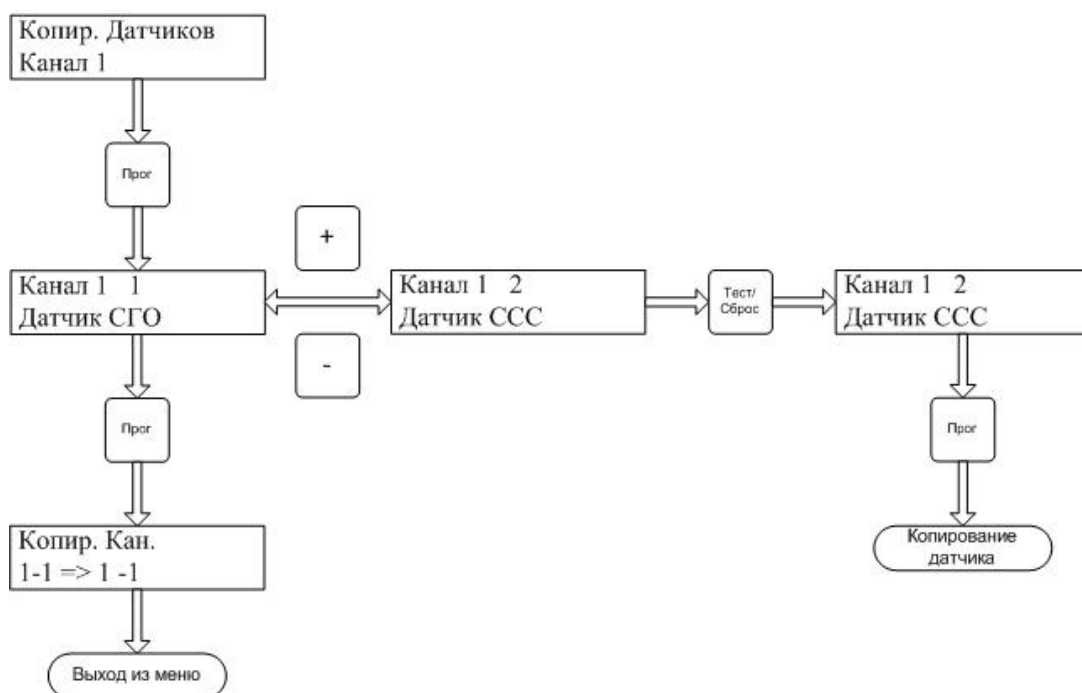 Копир. Датчиков
Канал 1
Прог
+
Канал 1 1
Датчик СГО
Канал 1 2
Датчик ССС
Тест/
Сброс
Канал 1 2
Датчик ССС
-
Прог
Прог
Копир. Кан.
1-1 => 1 -1
Копирование
датчика
Выход из меню